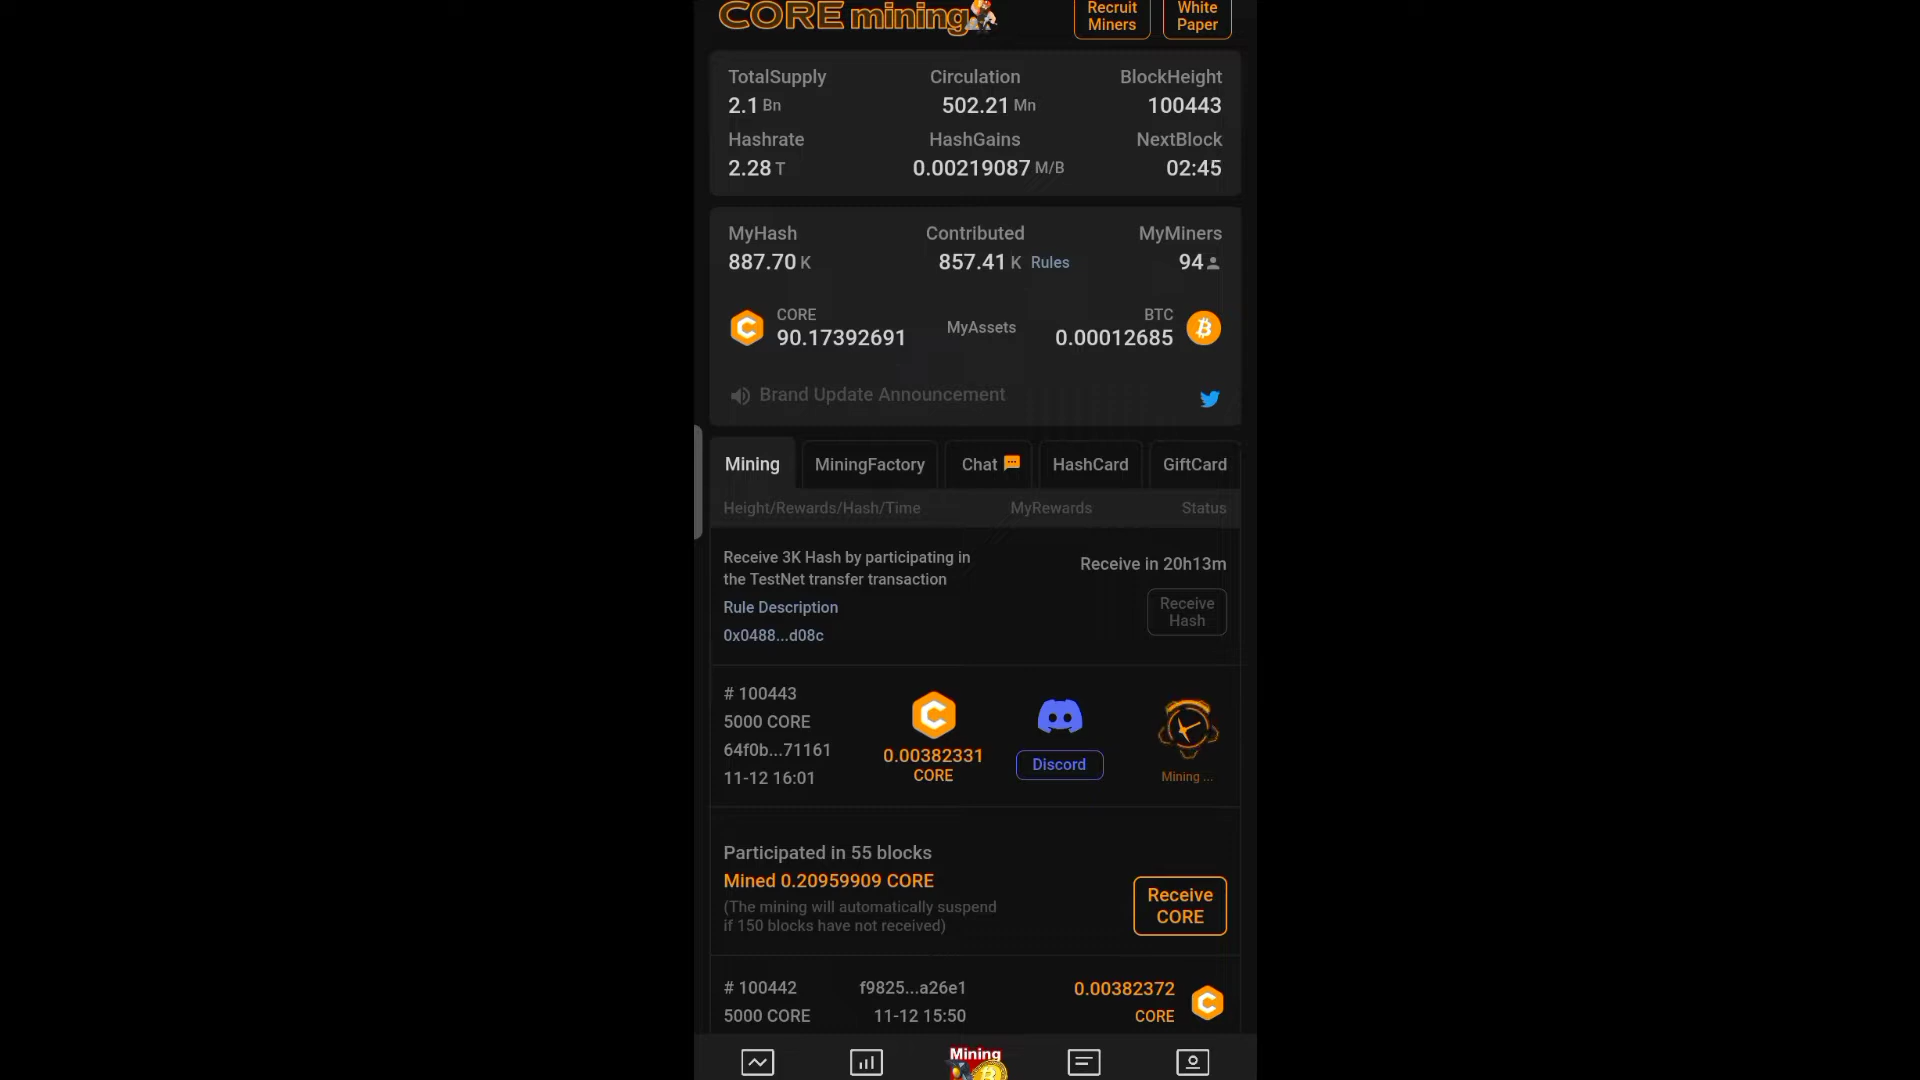 CORE mining
Recruit Miners
White Paper
TotalSupply Circulation BlockHeight
2.1 Bn 502.21 Mn 100443
Hashrate HashGains NextBlock
2.28 T 0.00219087 M/B 02:45
MyHash Contributed MyMiners
887.70 K 857.41 K Rules 94
CORE BTC
90.17392691 MyAssets 0.00012685
Brand Update Announcement
Mining MiningFactory Chat HashCard GiftCard
Height/Rewards/Hash/Time MyRewards Status
Receive 3K Hash by participating in
the TestNet transfer transaction
Receive in 20h13m
Rule Description
0x0488...d08c
Receive
Hash
# 100443
5000 CORE
64f0b...71161
11-12 16:01
0.00382331
CORE
Discord
Mining ...
Participated in 55 blocks
Mined 0.20959909 CORE
(The mining will automatically suspend
if 150 blocks have not received)
Receive
CORE
# 100442 f9825...a26e1 0.00382372
5000 CORE 11-12 15:50 CORE
Mining